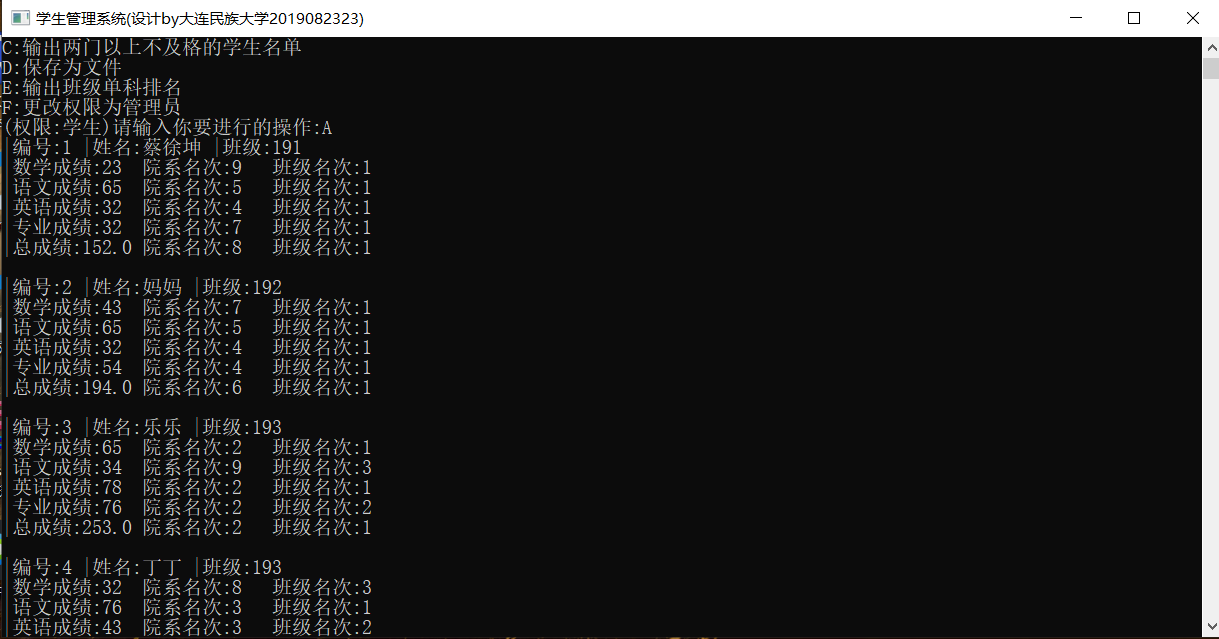 学生管理系统(设计by大连民族大学2019082323)
C:输出两门以上不及格的学生名单
D:保存为文件
E:输出班级单科排名
F:更改权限为管理员
(权限:学生)请输入你要进行的操作:A
|编号:1 |姓名:蔡徐坤 |班级:191
|数学成绩:23 院系名次:9 班级名次:1
|语文成绩:65 院系名次:5 班级名次:1
|英语成绩:32 院系名次:4 班级名次:1
|专业成绩:32 院系名次:7 班级名次:1
|总成绩:152.0 院系名次:8 班级名次:1
|编号:2 |姓名:妈妈 |班级:192
|数学成绩:43 院系名次:7 班级名次:1
|语文成绩:65 院系名次:5 班级名次:1
|英语成绩:32 院系名次:4 班级名次:1
|专业成绩:54 院系名次:4 班级名次:1
|总成绩:194.0 院系名次:6 班级名次:1
|编号:3 |姓名:乐乐 |班级:193
|数学成绩:65 院系名次:2 班级名次:1
|语文成绩:34 院系名次:9 班级名次:3
|英语成绩:78 院系名次:2 班级名次:1
|专业成绩:76 院系名次:2 班级名次:2
|总成绩:253.0 院系名次:2 班级名次:1
|编号:4 |姓名:丁丁 |班级:193
|数学成绩:32 院系名次:8 班级名次:3
|语文成绩:76 院系名次:3 班级名次:1
|英语成绩:43 院系名次:3 班级名次:2